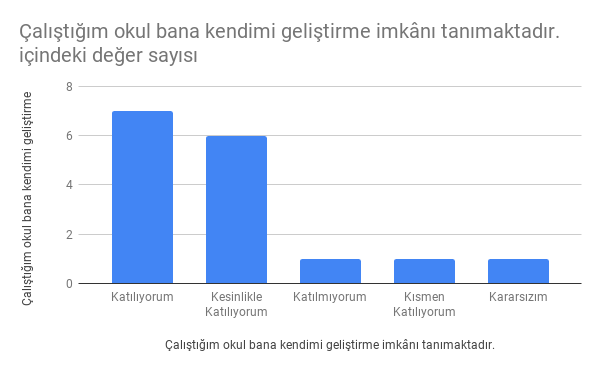 Çalıştığım okul bana kendimi geliştirme imkânı tanımaktadır.
içindeki değer sayısı
Çalıştığım okul bana kendimi geliştirme
8
6
4
2
0
Katılıyorum
Kesinlikle
Katılıyorum
Katılmıyorum
Kısmen
Katılıyorum
Kararsızım
Çalıştığım okul bana kendimi geliştirme imkânı tanımaktadır.